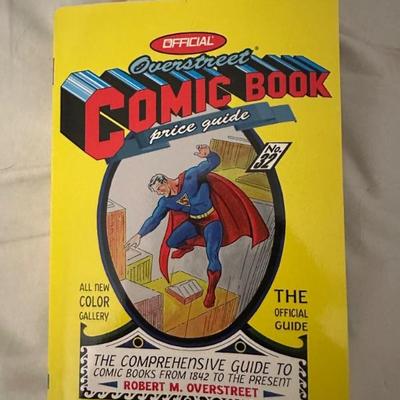 OFFICIAL
Overstreet®
COMIC BOOK
price guide
No.
32
ALL NEW
COLOR
GALLERY
THE
OFFICIAL
GUIDE
THE COMPREHENSIVE GUIDE TO
COMIC BOOKS FROM 1842 TO THE PRESENT
ROBERT M. OVERSTREET